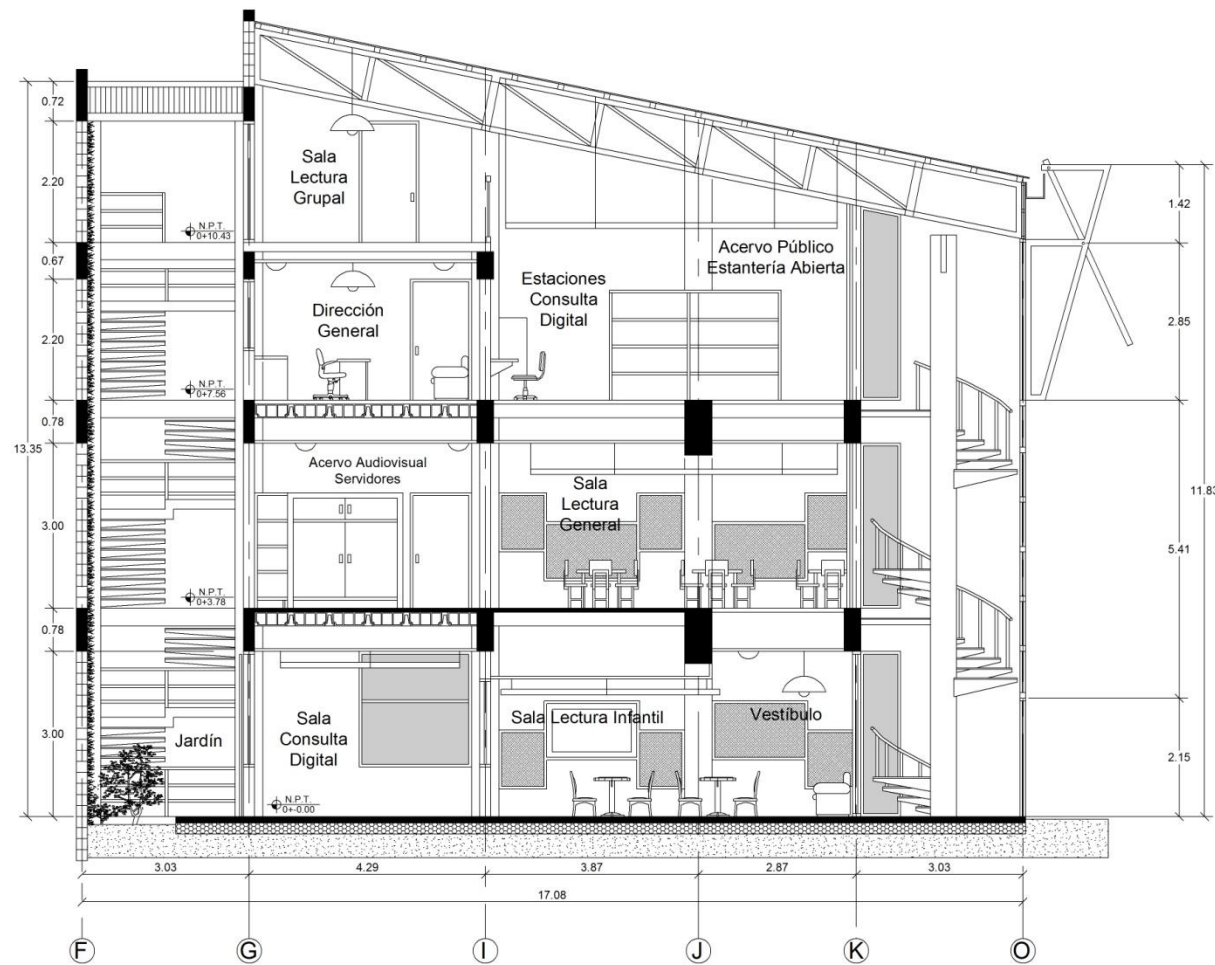 0.72
2.20
0.67
2.20
0.78
13.35
3.00
0.78
3.00
Sala
Lectura
Grupal
N.P.T.
0+10.43
Dirección
General
Estaciones
Consulta
Digital
Acervo Público
Estantería Abierta
N.P.T.
0+7.56
Acervo Audiovisual
Servidores
Sala
Lectura
General
N.P.T.
0+3.78
Jardín
Sala
Consulta
Digital
Sala Lectura Infantil
Vestíbulo
N.P.T.
0+-0.00
1.42
2.85
11.83
5.41
2.15
3.03
4.29
3.87
2.87
3.03
17.08
F
G
I
J
K
O